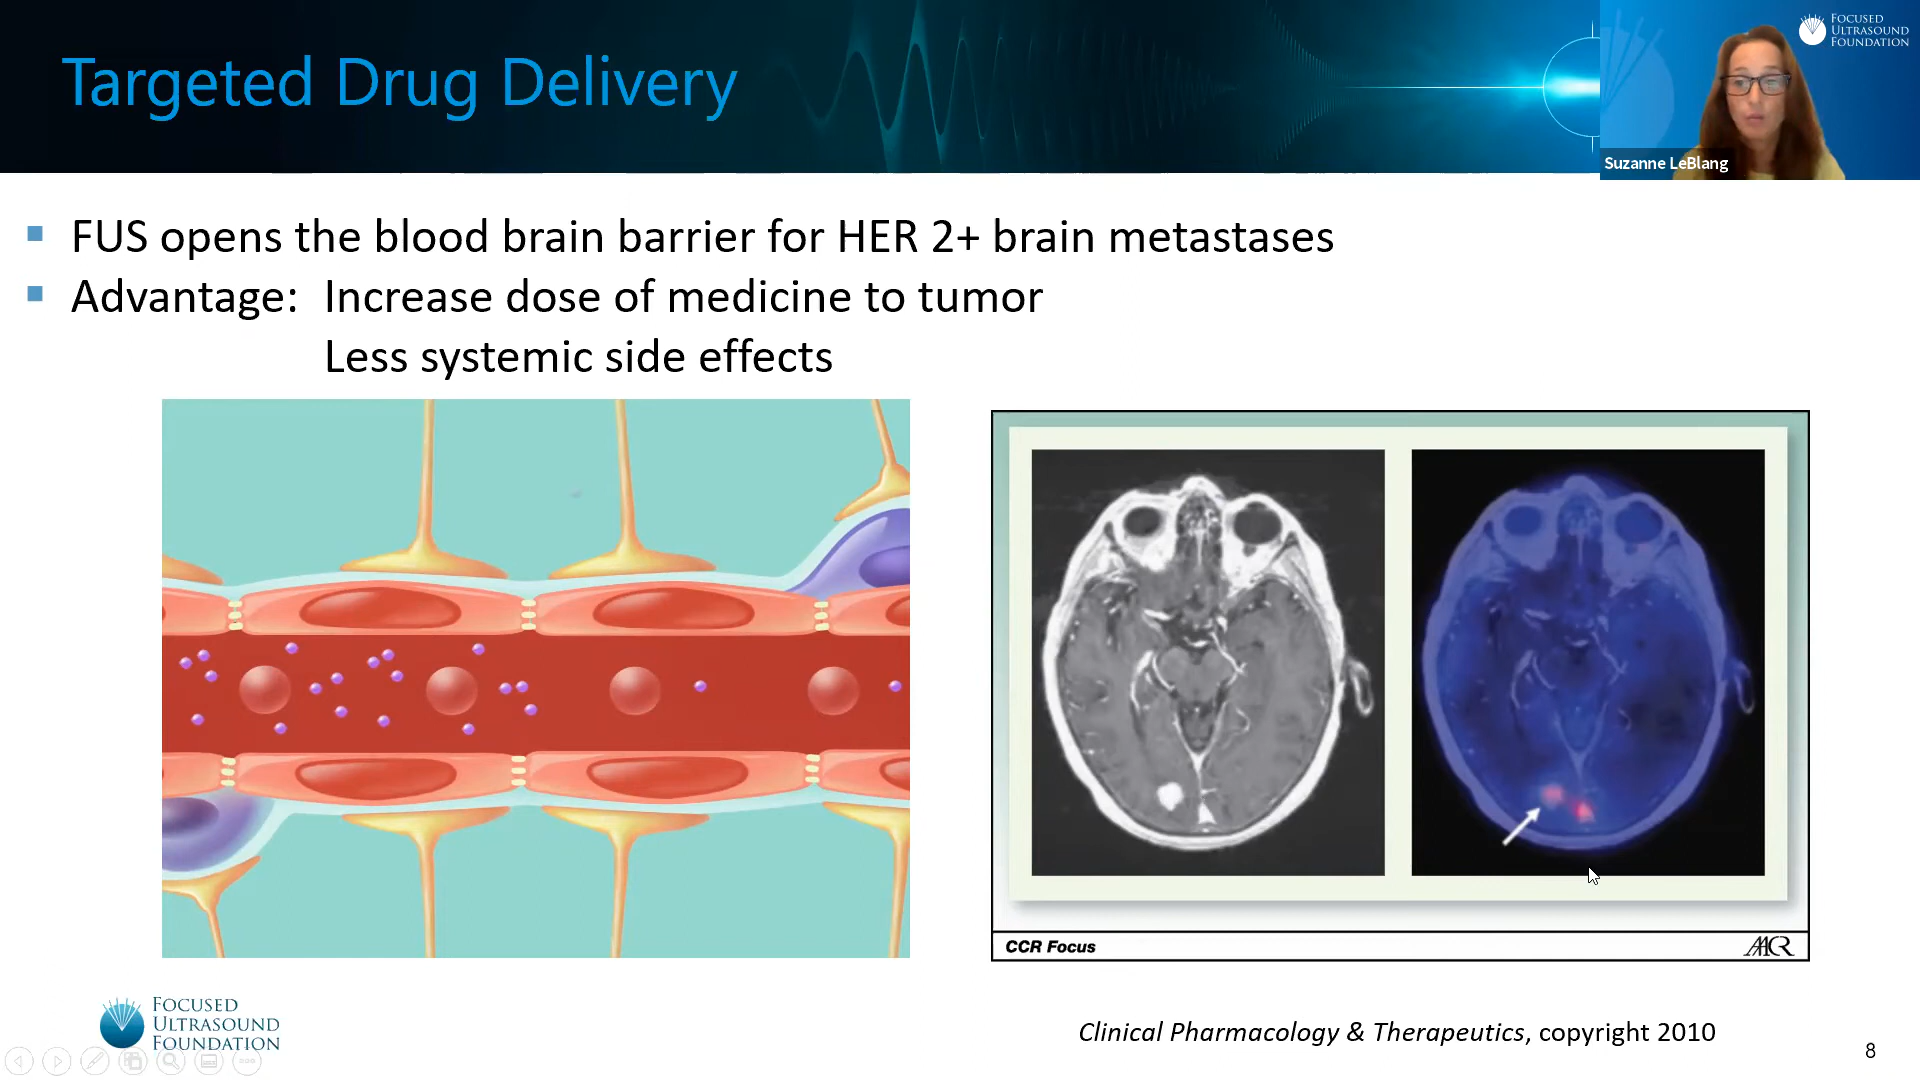 Targeted Drug Delivery
FOCUSED
ULTRASOUND
FOUNDATION
Suzanne LeBlang
FUS opens the blood brain barrier for HER 2+ brain metastases
Advantage: Increase dose of medicine to tumor
Less systemic side effects
CCR Focus
AACR
FOCUSED
ULTRASOUND
FOUNDATION
Clinical Pharmacology & Therapeutics, copyright 2010
8